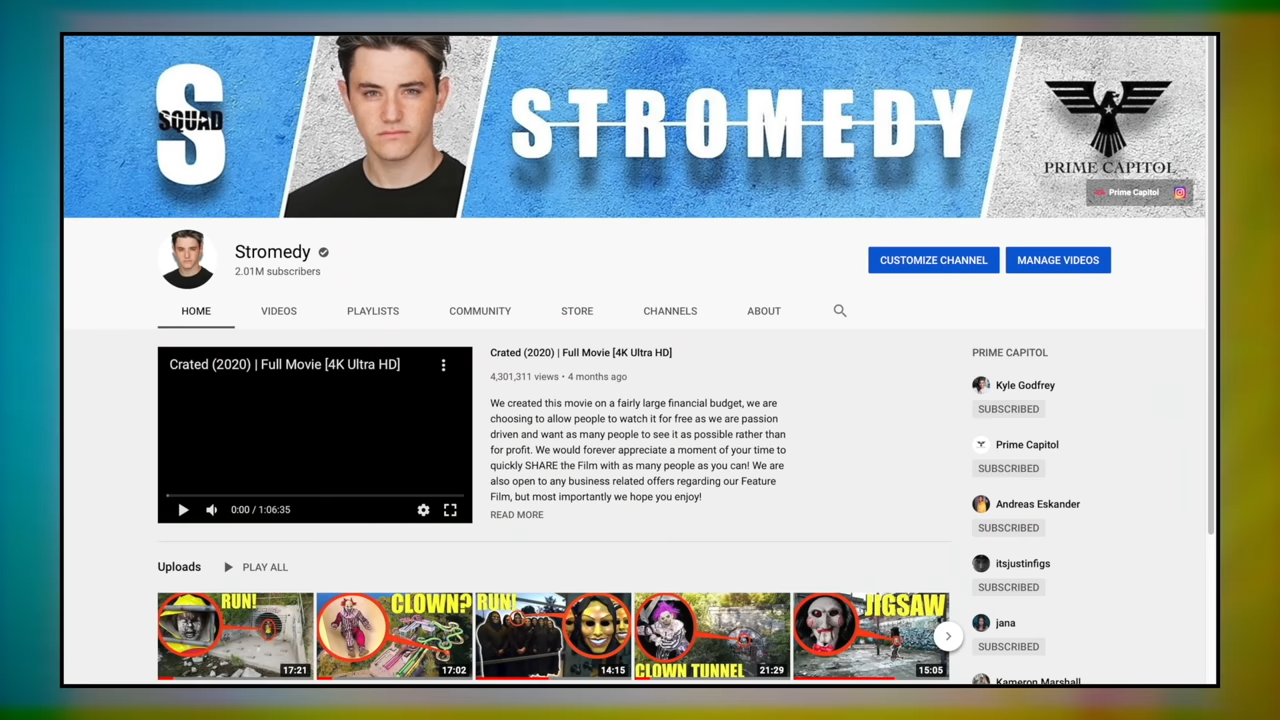 S
SQUAD
STROMEDY
PRIME CAPITOL
Prime Capitol
Stromedy
2.01M subscribers
CUSTOMIZE CHANNEL
MANAGE VIDEOS
HOME
VIDEOS
PLAYLISTS
COMMUNITY
STORE
CHANNELS
ABOUT
Crated (2020) | Full Movie [4K Ultra HD]
0:00 / 1:06:35
Crated (2020) | Full Movie [4K Ultra HD]
4,301,311 views • 4 months ago
We created this movie on a fairly large financial budget, we are
choosing to allow people to watch it for free as we are passion
driven and want as many people to see it as possible rather than
for profit. We would forever appreciate a moment of your time to
quickly SHARE the Film with as many people as you can! We are
also open to any business related offers regarding our Feature
Film, but most importantly we hope you enjoy!
READ MORE
PRIME CAPITOL
Kyle Godfrey
SUBSCRIBED
Prime Capitol
SUBSCRIBED
Andreas Eskander
SUBSCRIBED
itsjustinfigs
SUBSCRIBED
jana
SUBSCRIBED
Kameron Marshall
Uploads
PLAY ALL
RUN!
17:21
CLOWN?
17:02
RUN!
14:15
CLOWN TUNNEL
21:29
JIGSAW
15:05